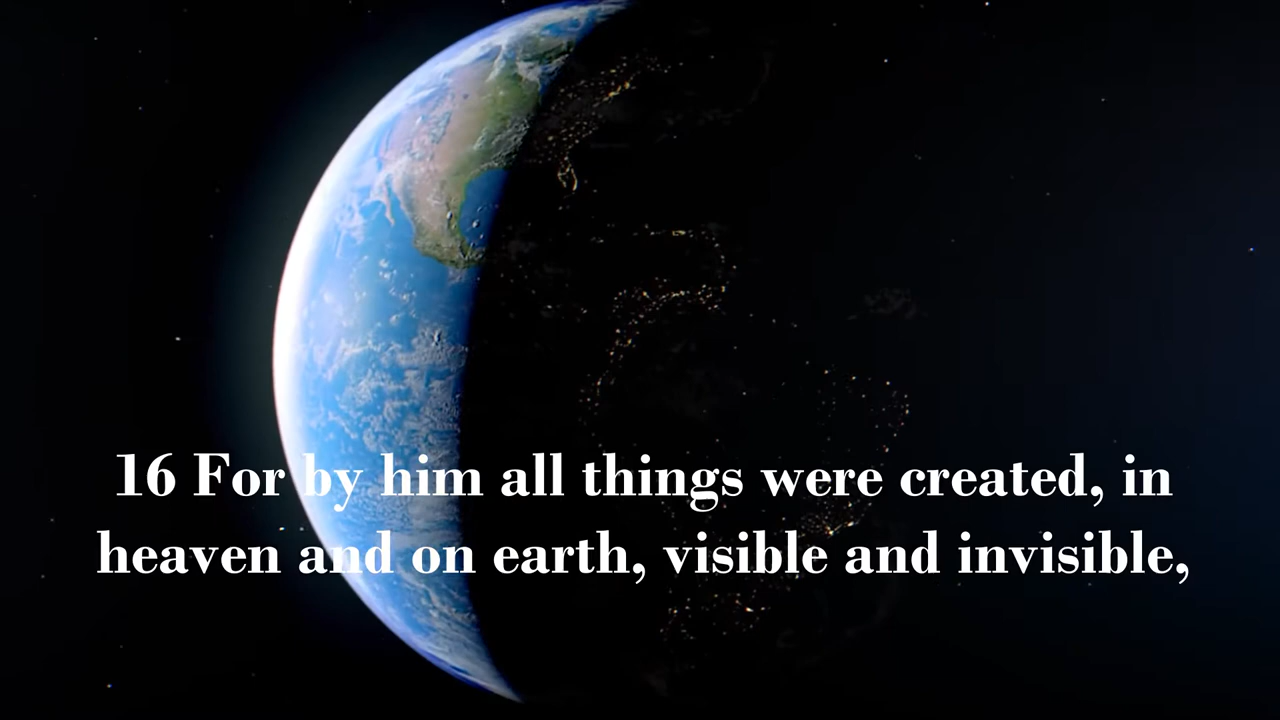 16 For by him all things were created, in
heaven and on earth, visible and invisible,